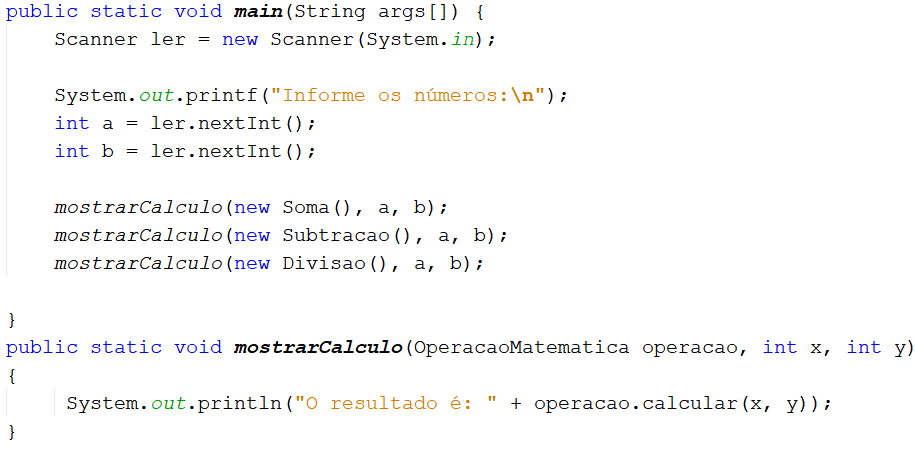 public static void main(String args[]) {
    Scanner ler = new Scanner(System.in);
    System.out.printf("Informe os números:\n");
    int a = ler.nextInt();
    int b = ler.nextInt();
    mostrarCalculo(new Soma(), a, b);
    mostrarCalculo(new Subtracao(), a, b);
    mostrarCalculo(new Divisao(), a, b);
}
public static void mostrarCalculo(OperacaoMatematica operacao, int x, int y)
{
    System.out.println("O resultado é: " + operacao.calcular(x, y));
}